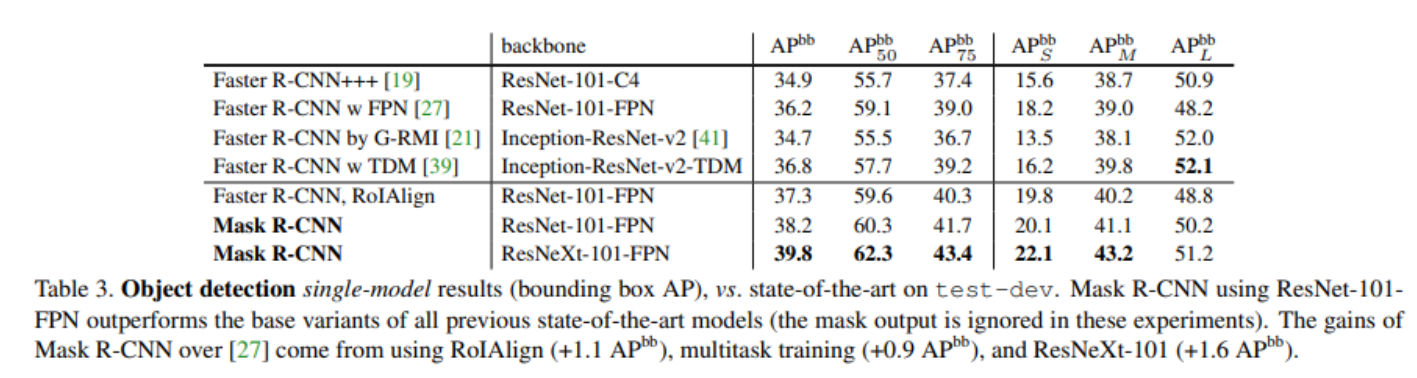 backbone AP^bb AP^bb_50 AP^bb_75 AP^bb_S AP^bb_M AP^bb_L
Faster R-CNN+++ [19] ResNet-101-C4 34.9 55.7 37.4 15.6 38.7 50.9
Faster R-CNN w FPN [27] ResNet-101-FPN 36.2 59.1 39.0 18.2 39.0 48.2
Faster R-CNN by G-RMI [21] Inception-ResNet-v2 [41] 34.7 55.5 36.7 13.5 38.1 52.0
Faster R-CNN w TDM [39] Inception-ResNet-v2-TDM 36.8 57.7 39.2 16.2 39.8 52.1
Faster R-CNN, RoIAlign ResNet-101-FPN 37.3 59.6 40.3 19.8 40.2 48.8
Mask R-CNN ResNet-101-FPN 38.2 60.3 41.7 20.1 41.1 50.2
Mask R-CNN ResNeXt-101-FPN 39.8 62.3 43.4 22.1 43.2 51.2
Table 3. Object detection single-model results (bounding box AP), vs. state-of-the-art on test-dev. Mask R-CNN using ResNet-101-
FPN outperforms the base variants of all previous state-of-the-art models (the mask output is ignored in these experiments). The gains of
Mask R-CNN over [27] come from using RoIAlign (+1.1 AP^bb), multitask training (+0.9 AP^bb), and ResNeXt-101 (+1.6 AP^bb).